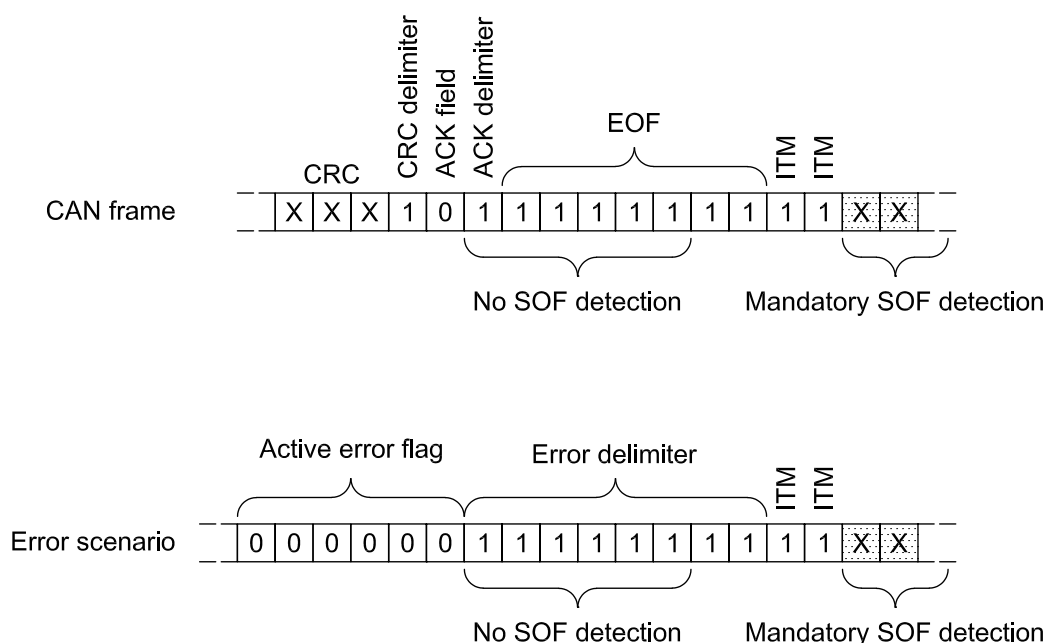 CRC delimiter
ACK field
ACK delimiter
EOF
ITM
ITM
CRC
CAN frame
X X X 1 0 1 1 1 1 1 1 1 1 1 1 X X
No SOF detection
Mandatory SOF detection
Active error flag
Error delimiter
ITM
ITM
Error scenario
0 0 0 0 0 0 1 1 1 1 1 1 1 1 1 1 X X
No SOF detection
Mandatory SOF detection